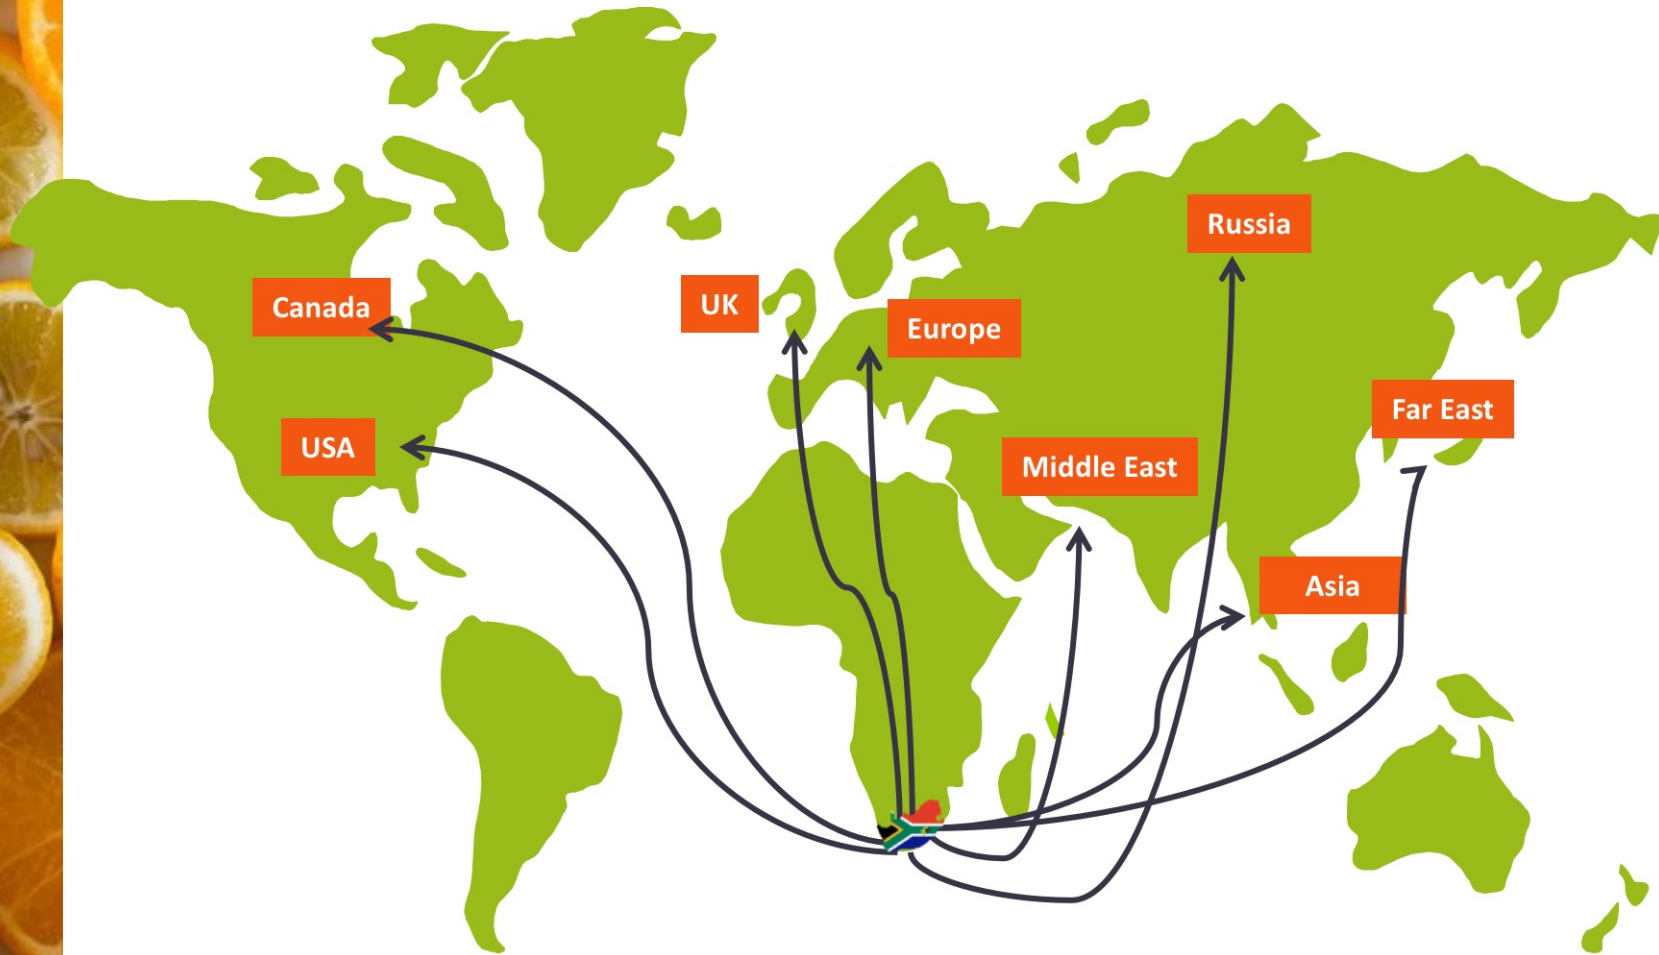 Russia
Canada
UK
Europe
Far East
USA
Middle East
Asia